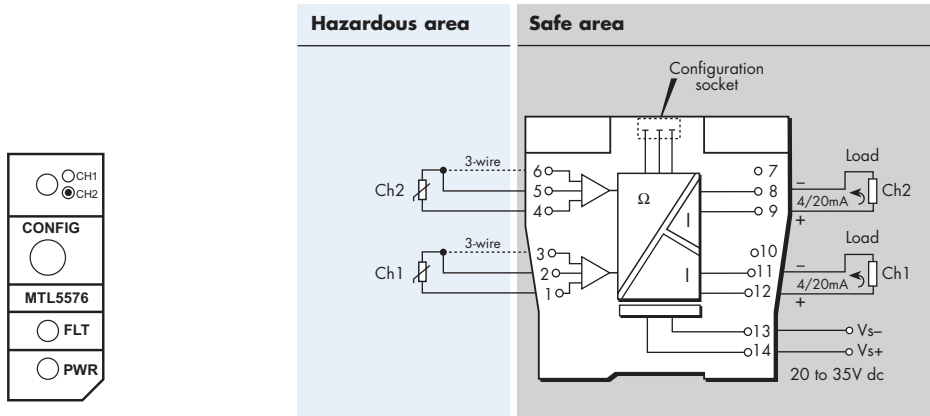 CH1
CH2
CONFIG
MTL5576
FLT
PWR
Hazardous area
Safe area
Configuration
socket
3-wire
6
5
4
Ch2
3-wire
3
2
1
Ch1
Ω
I
I
7
8
9
10
11
12
13
14
Load
–
4/20mA
+
Ch2
Load
–
4/20mA
+
Ch1
Vs–
Vs+
20 to 35V dc